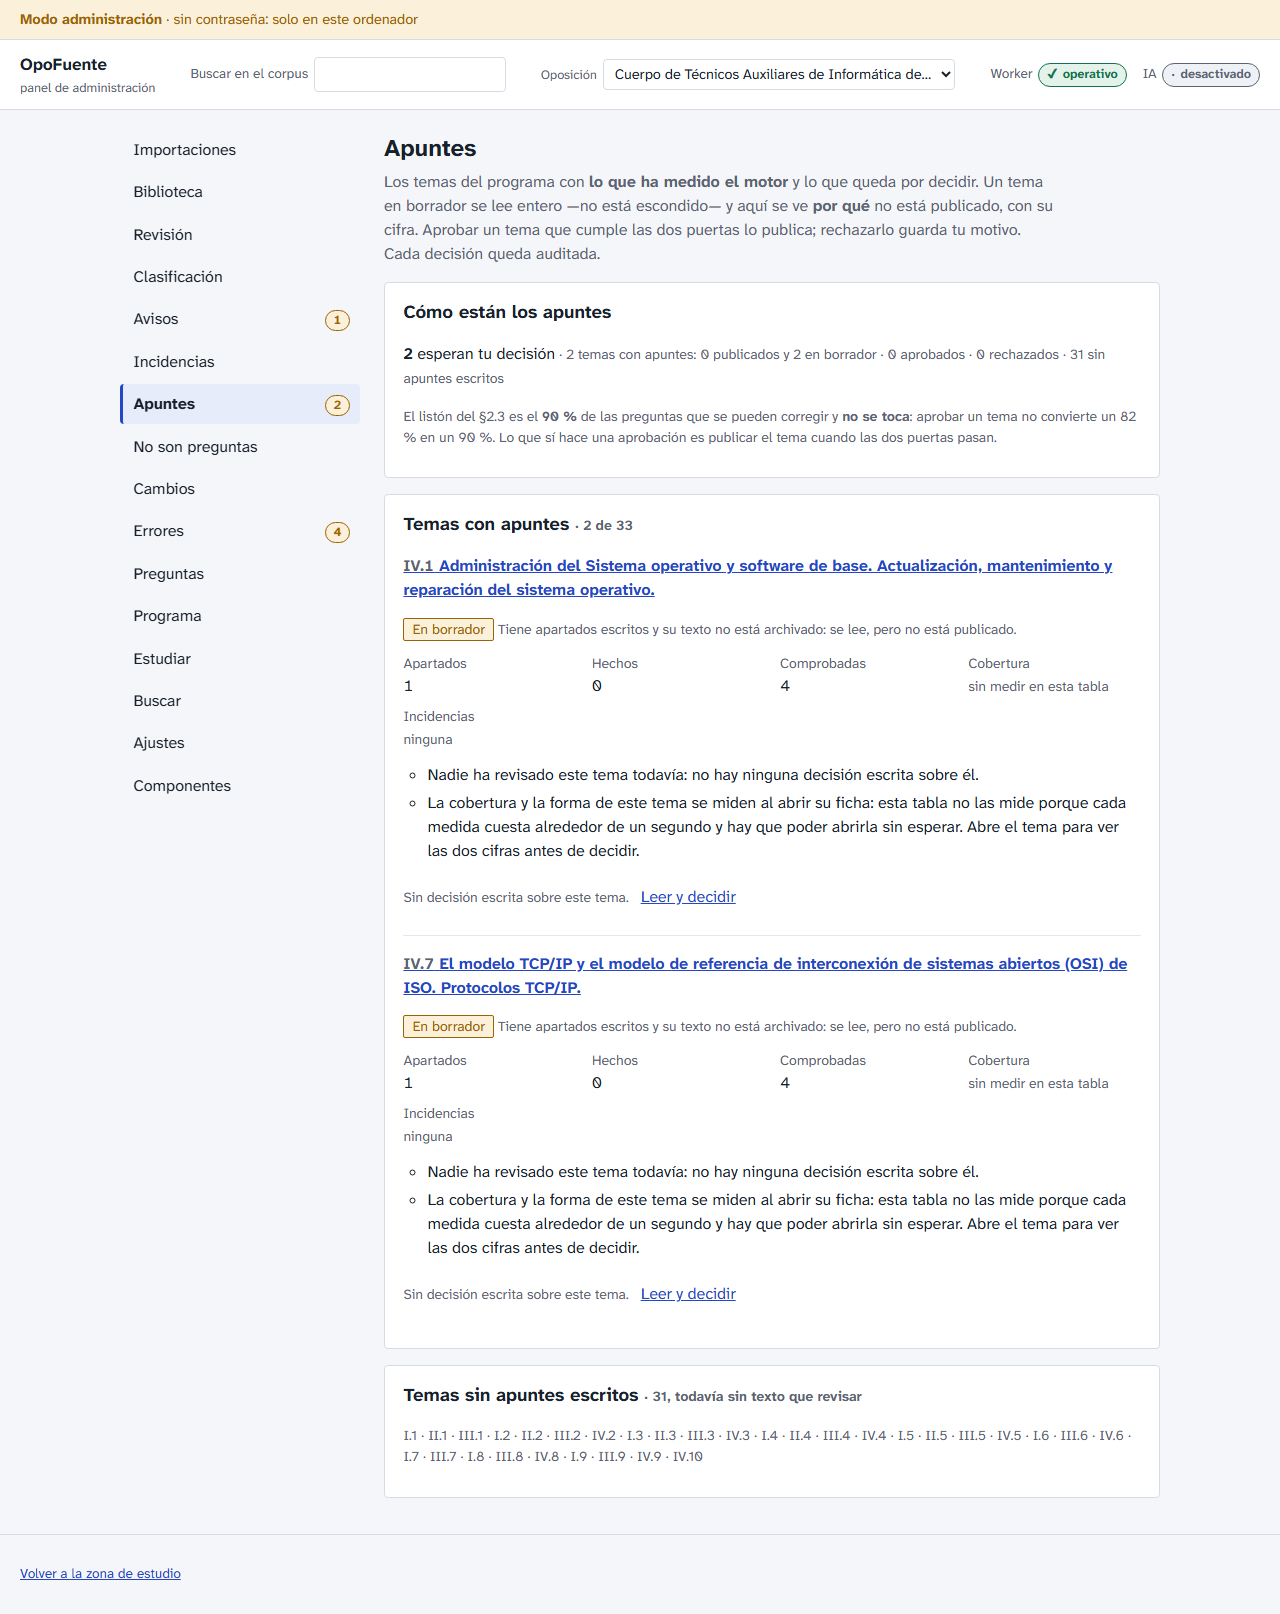 Modo administración · sin contraseña: solo en este ordenador
OpoFuente
panel de administración
Buscar en el corpus
Oposición
Cuerpo de Técnicos Auxiliares de Informática de...
Worker ✓ operativo
IA · desactivado
Importaciones
Biblioteca
Revisión
Clasificación
Avisos 1
Incidencias
Apuntes 2
No son preguntas
Cambios
Errores 4
Preguntas
Programa
Estudiar
Buscar
Ajustes
Componentes
Apuntes
Los temas del programa con lo que ha medido el motor y lo que queda por decidir. Un tema
en borrador se lee entero —no está escondido— y aquí se ve por qué no está publicado, con su
cifra. Aprobar un tema que cumple las dos puertas lo publica; rechazarlo guarda tu motivo.
Cada decisión queda auditada.
Cómo están los apuntes
2 esperan tu decisión · 2 temas con apuntes: 0 publicados y 2 en borrador · 0 aprobados · 0 rechazados · 31 sin
apuntes escritos
El listón del §2.3 es el 90 % de las preguntas que se pueden corregir y no se toca: aprobar un tema no convierte un 82
% en un 90 %. Lo que sí hace una aprobación es publicar el tema cuando las dos puertas pasan.
Temas con apuntes · 2 de 33
IV.1 Administración del Sistema operativo y software de base. Actualización, mantenimiento y
reparación del sistema operativo.
En borrador Tiene apartados escritos y su texto no está archivado: se lee, pero no está publicado.
Apartados Hechos Comprobadas Cobertura
1 0 4 sin medir en esta tabla
Incidencias
ninguna
◦ Nadie ha revisado este tema todavía: no hay ninguna decisión escrita sobre él.
◦ La cobertura y la forma de este tema se miden al abrir su ficha: esta tabla no las mide porque cada
medida cuesta alrededor de un segundo y hay que poder abrirla sin esperar. Abre el tema para ver
las dos cifras antes de decidir.
Sin decisión escrita sobre este tema. Leer y decidir
IV.7 El modelo TCP/IP y el modelo de referencia de interconexión de sistemas abiertos (OSI) de
ISO. Protocolos TCP/IP.
En borrador Tiene apartados escritos y su texto no está archivado: se lee, pero no está publicado.
Apartados Hechos Comprobadas Cobertura
1 0 4 sin medir en esta tabla
Incidencias
ninguna
◦ Nadie ha revisado este tema todavía: no hay ninguna decisión escrita sobre él.
◦ La cobertura y la forma de este tema se miden al abrir su ficha: esta tabla no las mide porque cada
medida cuesta alrededor de un segundo y hay que poder abrirla sin esperar. Abre el tema para ver
las dos cifras antes de decidir.
Sin decisión escrita sobre este tema. Leer y decidir
Temas sin apuntes escritos · 31, todavía sin texto que revisar
I.1 · II.1 · III.1 · I.2 · II.2 · III.2 · IV.2 · I.3 · II.3 · III.3 · IV.3 · I.4 · II.4 · III.4 · IV.4 · I.5 · II.5 · III.5 · IV.5 · I.6 · III.6 · IV.6 ·
I.7 · III.7 · I.8 · III.8 · IV.8 · I.9 · III.9 · IV.9 · IV.10
Volver a la zona de estudio